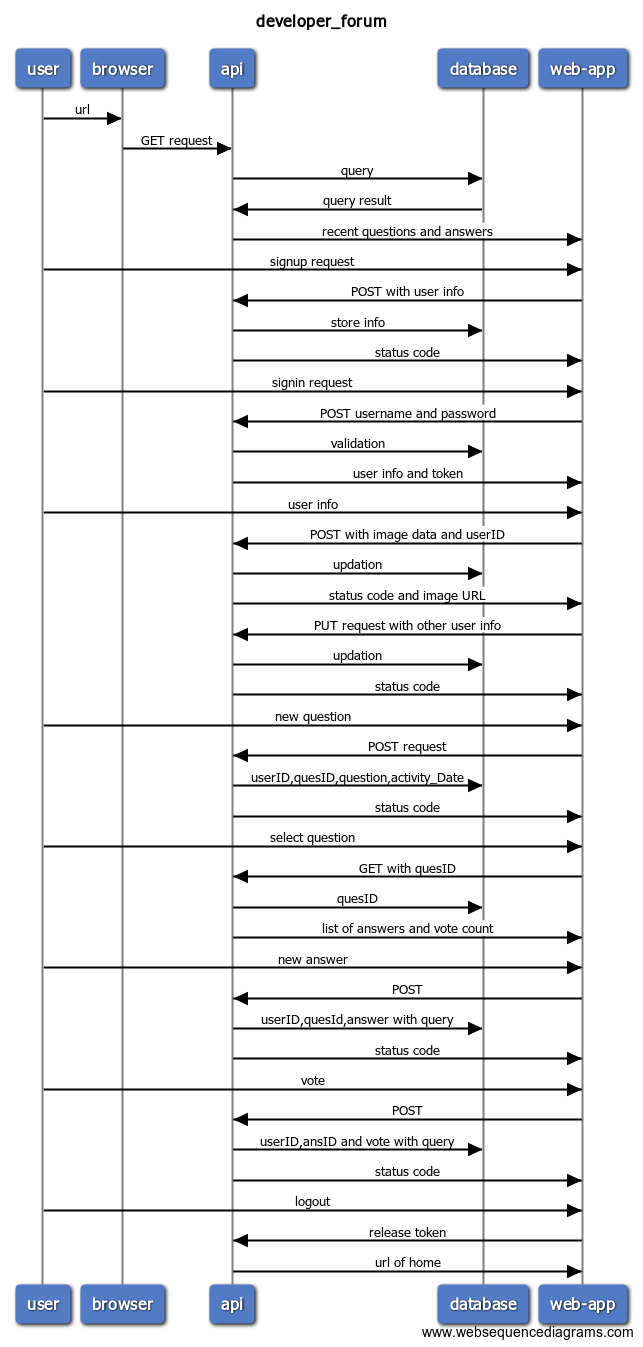 developer_forum
user browser api database web-app
url
GET request
query
query result
recent questions and answers
signup request
POST with user info
store info
status code
signin request
POST username and password
validation
user info and token
user info
POST with image data and userID
updation
status code and image URL
PUT request with other user info
updation
status code
new question
POST request
userID,quesID,question,activity_Date
status code
select question
GET with quesID
quesID
list of answers and vote count
new answer
POST
userID,quesId,answer with query
status code
vote
POST
userID,ansID and vote with query
status code
logout
release token
url of home
user browser api database web-app
www.websequencediagrams.com